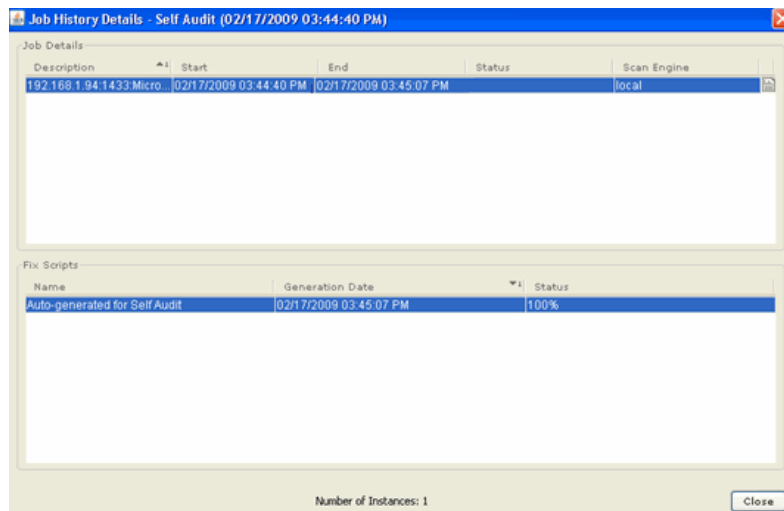 Job History Details - Self Audit (02/17/2009 03:44:40 PM)
Job Details
Description Start End Status Scan Engine
192.168.1.94:1433:Micro... 02/17/2009 03:44:40 PM 02/17/2009 03:45:07 PM local
Fix Scripts
Name Generation Date Status
Auto-generated for Self Audit 02/17/2009 03:45:07 PM 100%
Number of Instances: 1
Close